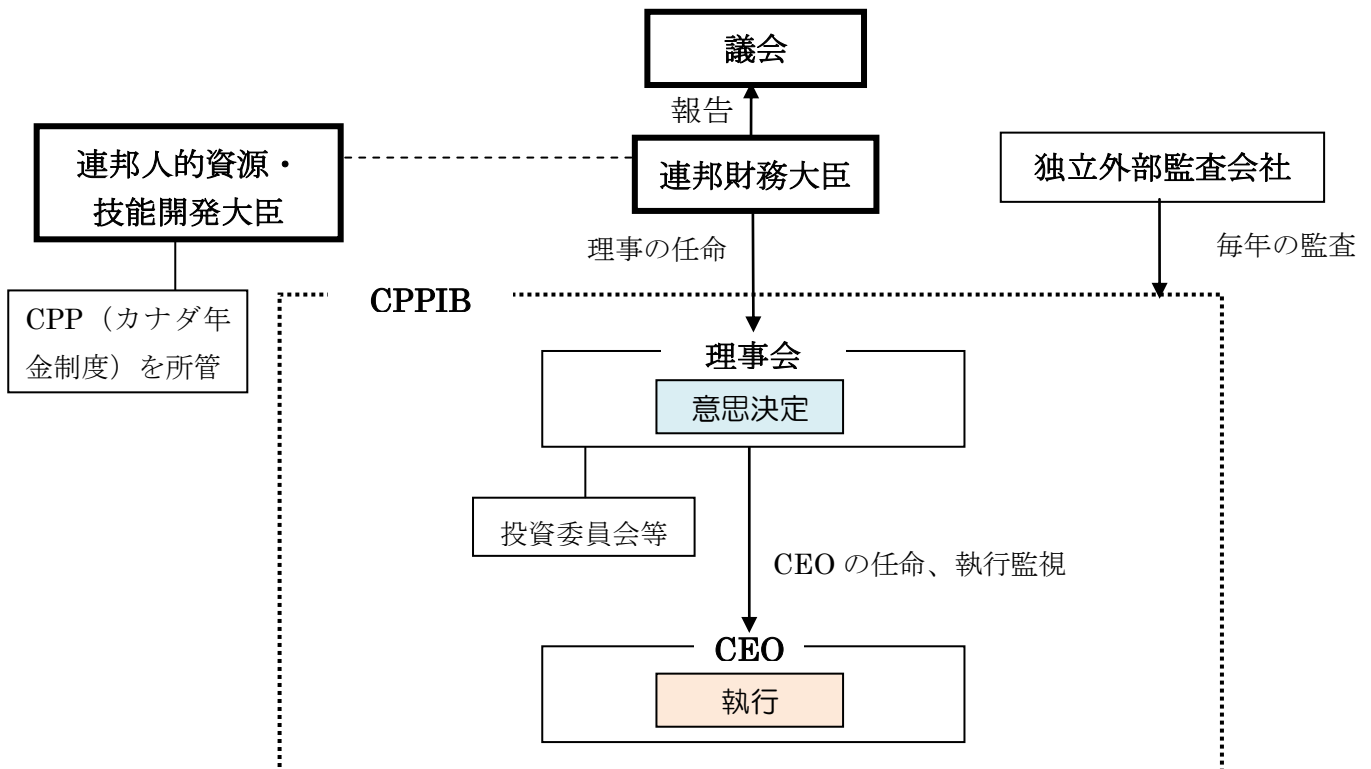 議会
報告
連邦人的資源・
技能開発大臣
連邦財務大臣
独立外部監査会社
理事の任命
毎年の監査
CPP（カナダ年
金制度）を所管
CPPIB
理事会
意思決定
投資委員会等
CEO の任命、執行監視
CEO
執行